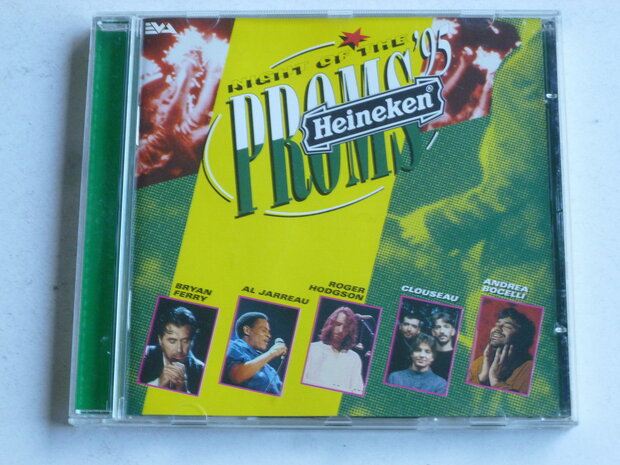 EVA
NIGHT OF THE
PROMS '95
Heineken®
BRYAN
FERRY
AL JARREAU
ROGER
HODGSON
CLOUSEAU
ANDREA
BOCELLI